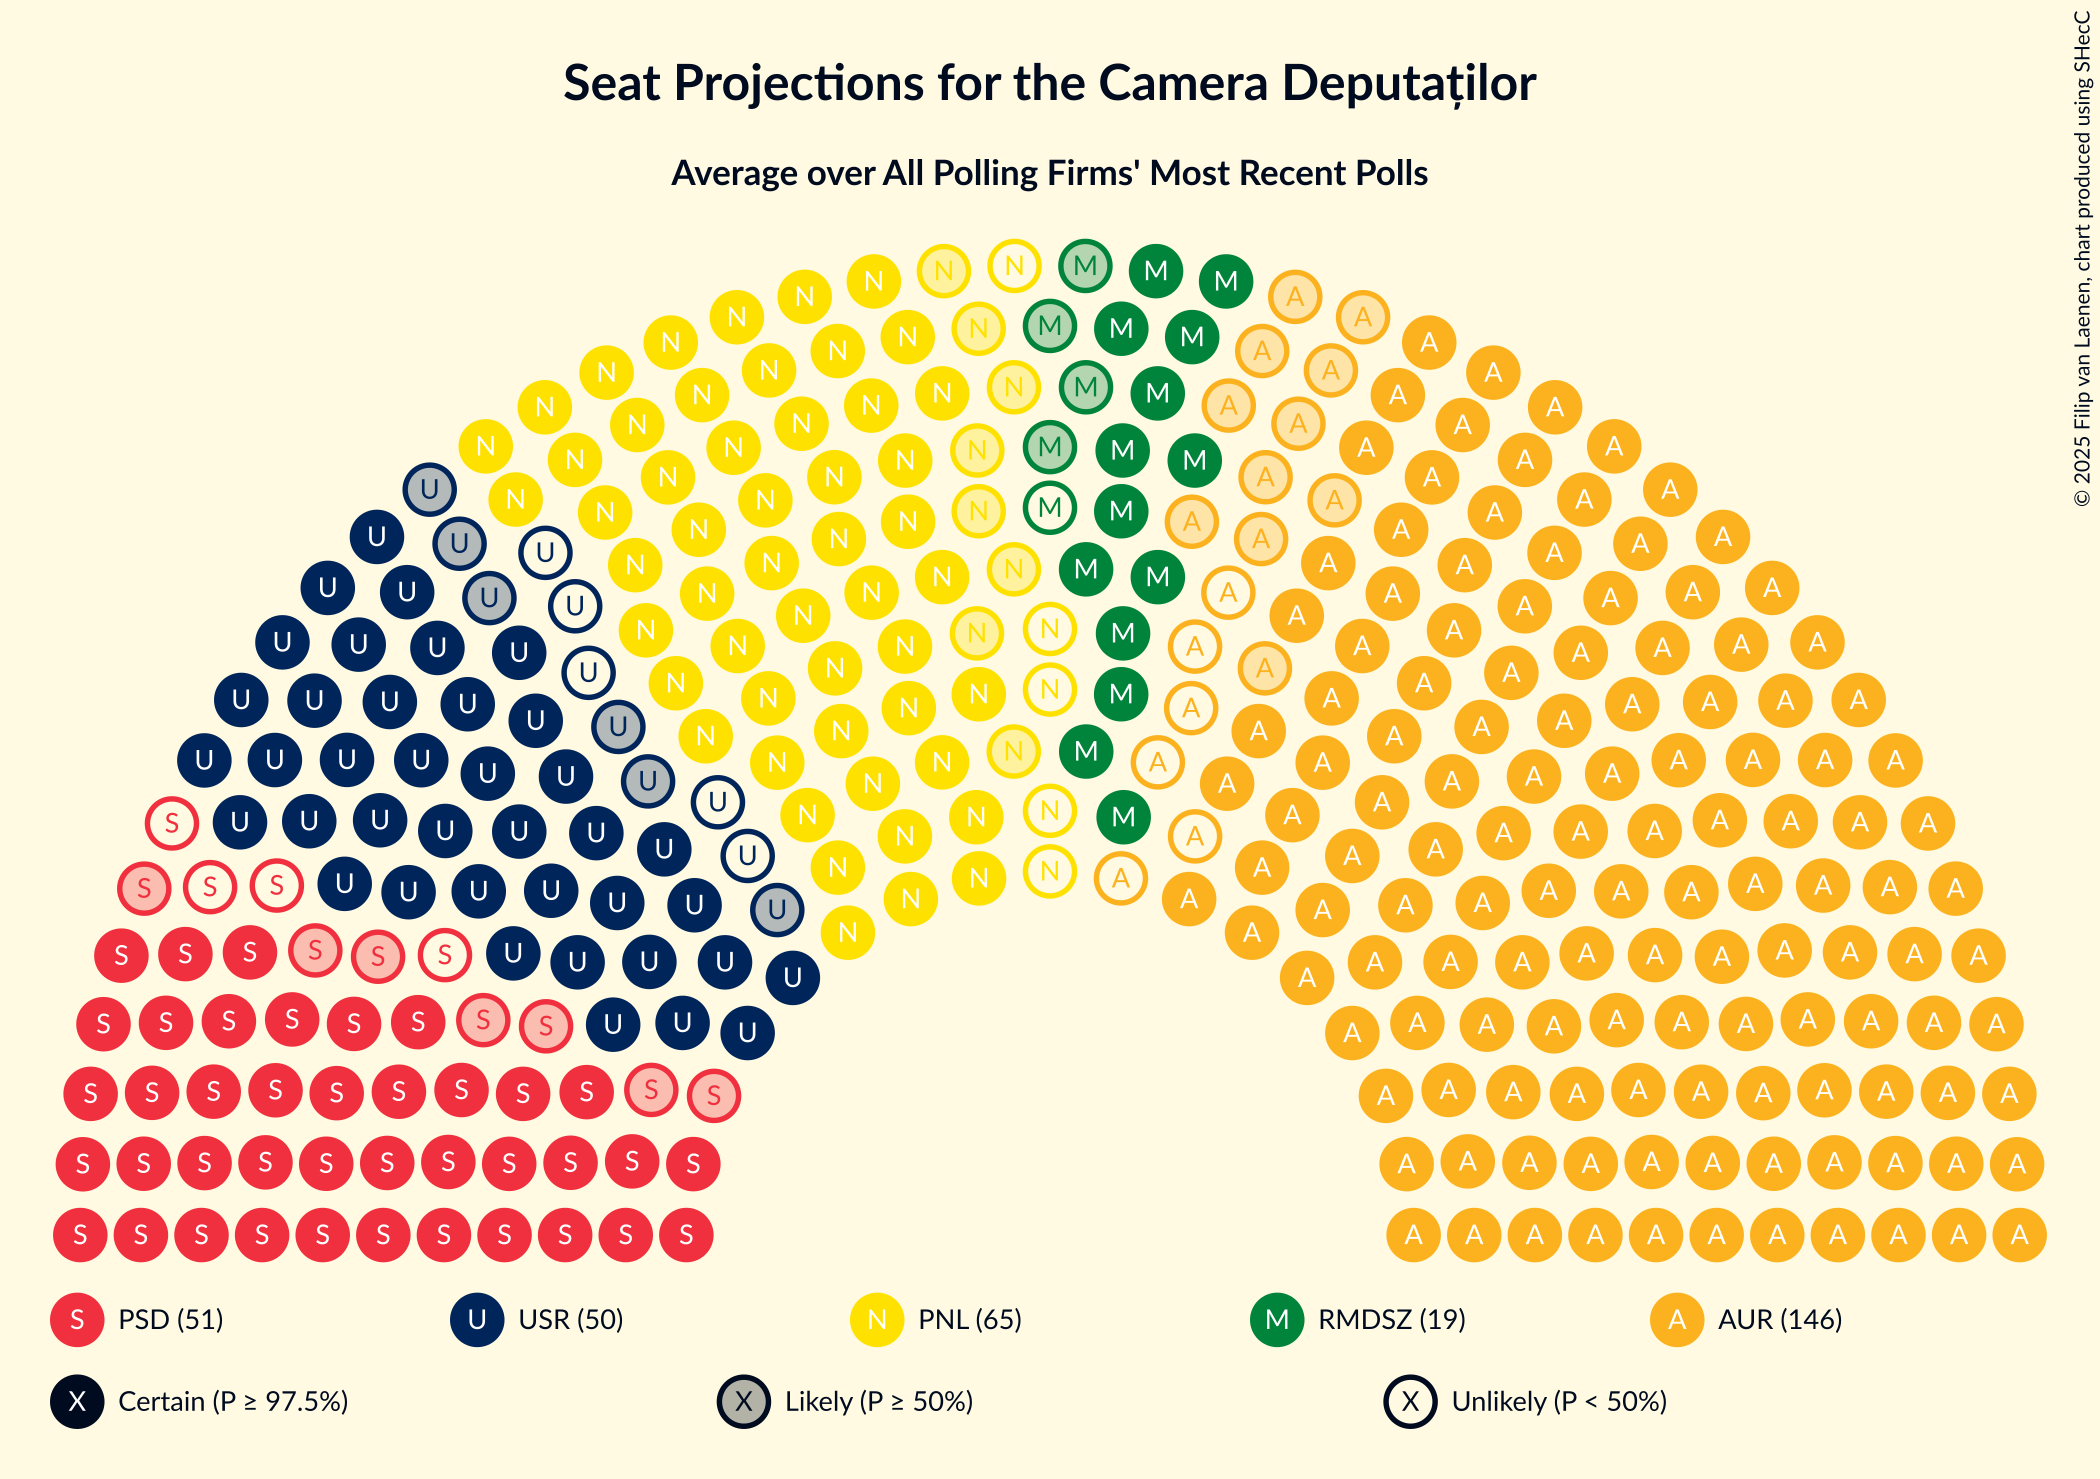 Seat Projections for the Camera Deputaților
Average over All Polling Firms' Most Recent Polls
© 2025 Filip van Laenen, chart produced using SHecC
S PSD (51) U USR (50) N PNL (65) M RMDSZ (19) A AUR (146)
X Certain (P ≥ 97.5%) X Likely (P ≥ 50%) X Unlikely (P < 50%)